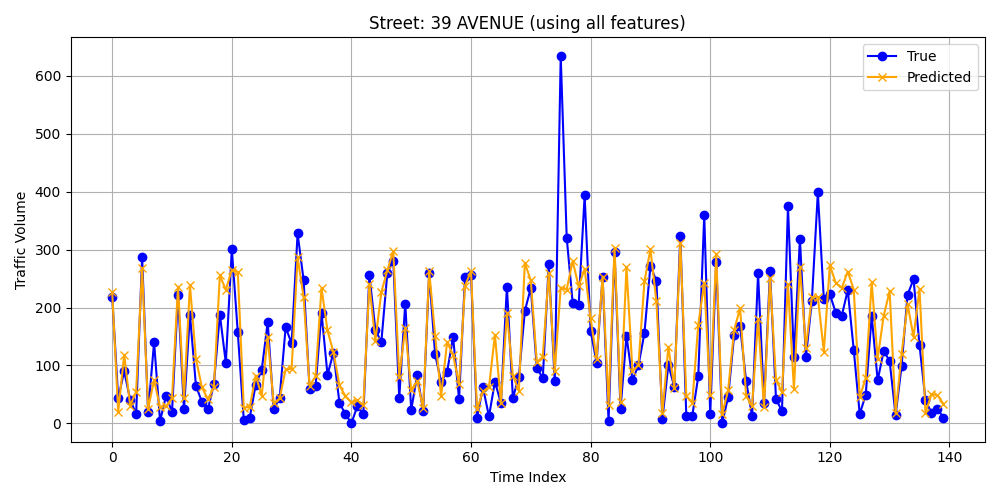 Street: 39 AVENUE (using all features)
True
Predicted
Traffic Volume
600
500
400
300
200
100
0
0 20 40 60 80 100 120 140
Time Index